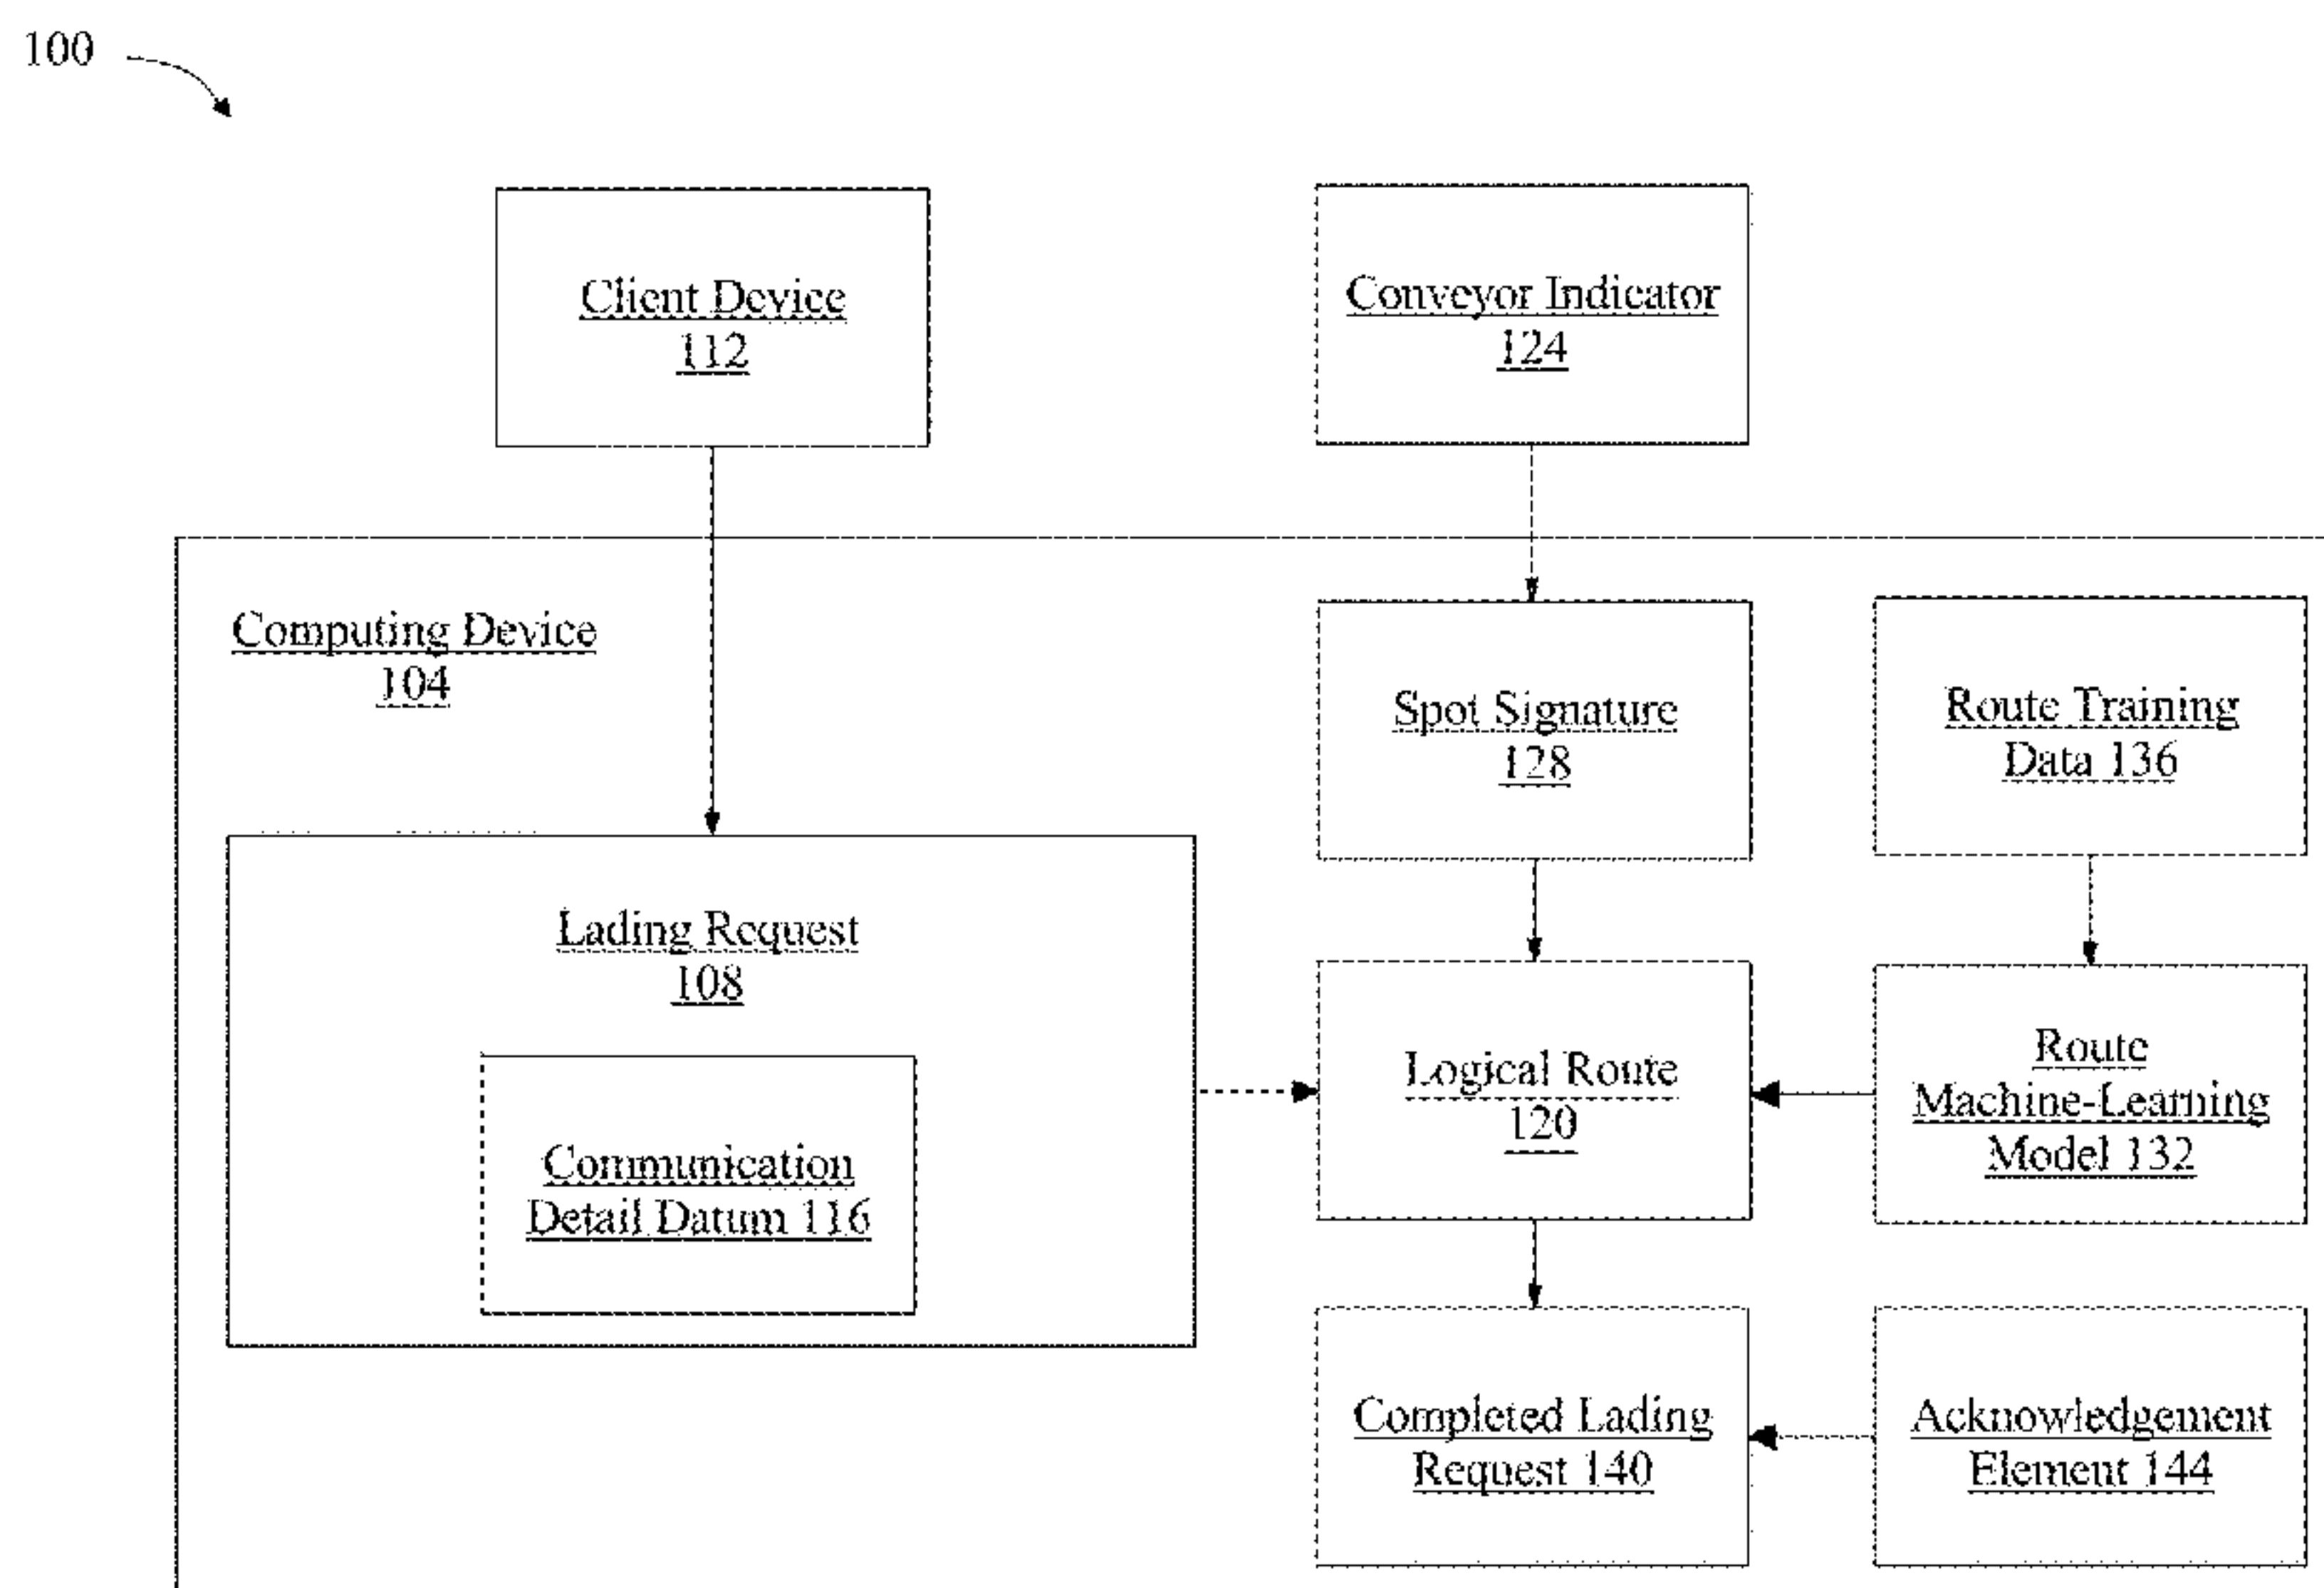 100
Client Device
112
Conveyor Indicator
124
Computing Device
104
Spot Signature
128
Route Training
Data 136
Lading Request
108
Communication
Detail Datum 116
Logical Route
120
Route
Machine-Learning
Model 132
Completed Lading
Request 140
Acknowledgement
Element 144